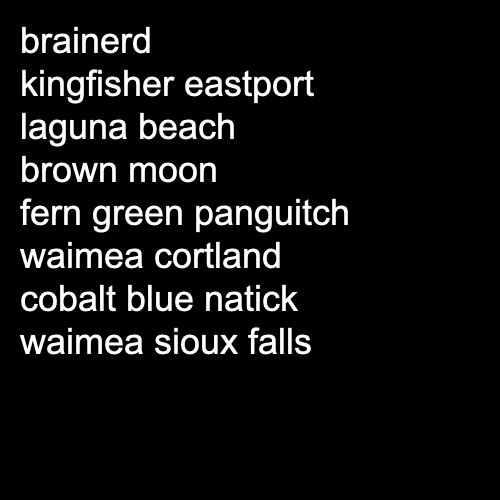 brainerd
kingfisher eastport
laguna beach
brown moon
fern green panguitch
waimea cortland
cobalt blue natick
waimea sioux falls